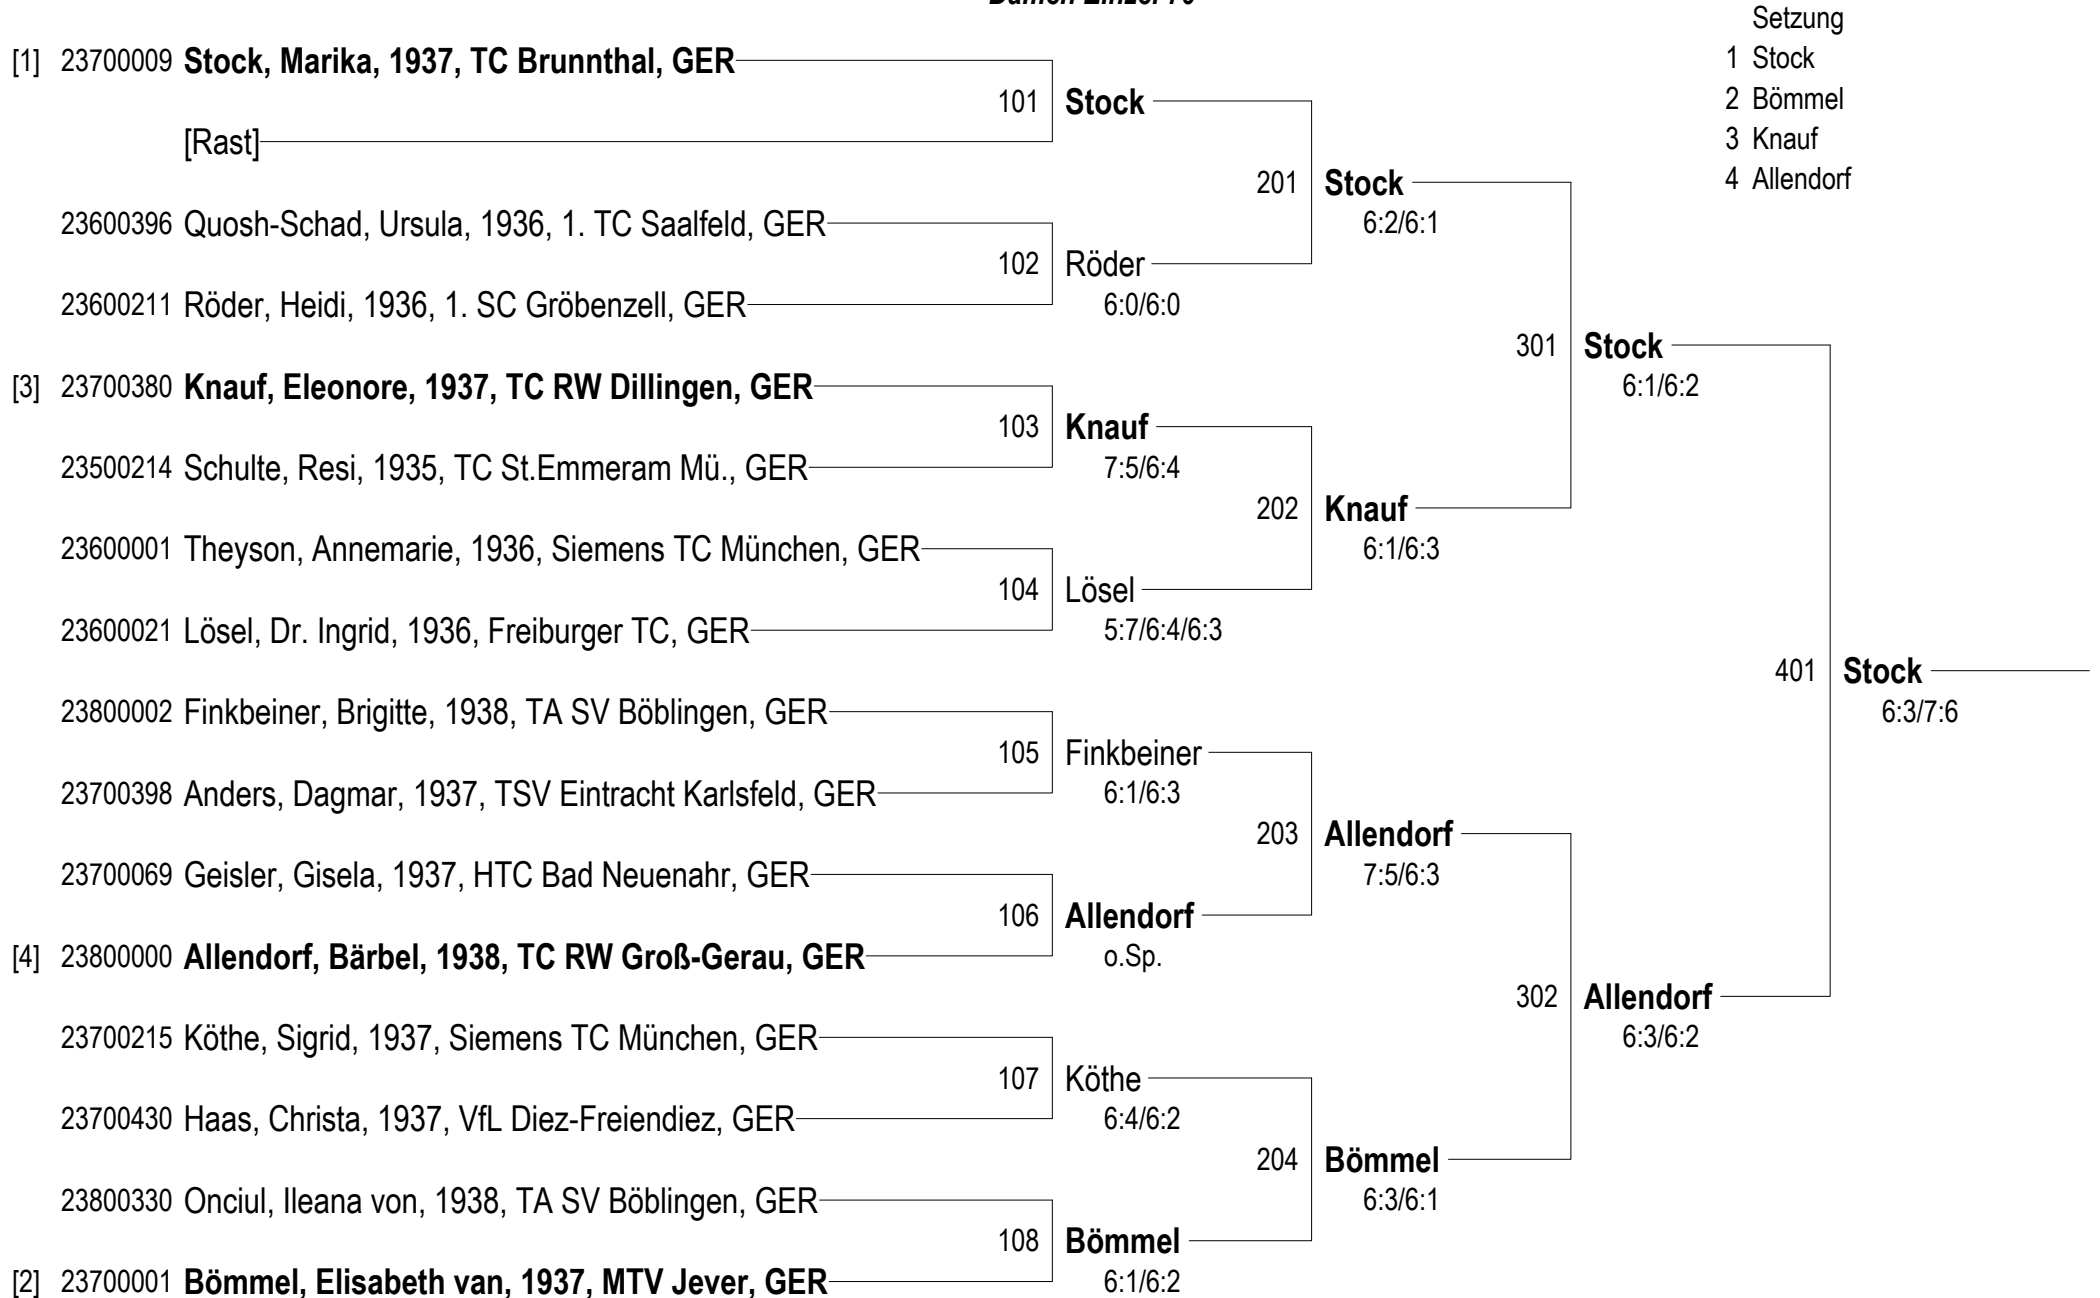 Damen Einzel 70
Setzung
1 Stock
2 Bömmel
3 Knauf
4 Allendorf
[1] 23700009 Stock, Marika, 1937, TC Brunnthal, GER
101 Stock
[Rast]
201 Stock
6:2/6:1
23600396 Quosh-Schad, Ursula, 1936, 1. TC Saalfeld, GER
102 Röder
6:0/6:0
23600211 Röder, Heidi, 1936, 1. SC Gröbenzell, GER
301 Stock
6:1/6:2
[3] 23700380 Knauf, Eleonore, 1937, TC RW Dillingen, GER
103 Knauf
7:5/6:4
23500214 Schulte, Resi, 1935, TC St.Emmeram Mü., GER
202 Knauf
6:1/6:3
23600001 Theyson, Annemarie, 1936, Siemens TC München, GER
104 Lösel
5:7/6:4/6:3
23600021 Lösel, Dr. Ingrid, 1936, Freiburger TC, GER
401 Stock
6:3/7:6
23800002 Finkbeiner, Brigitte, 1938, TA SV Böblingen, GER
105 Finkbeiner
6:1/6:3
23700398 Anders, Dagmar, 1937, TSV Eintracht Karlsfeld, GER
203 Allendorf
7:5/6:3
23700069 Geisler, Gisela, 1937, HTC Bad Neuenahr, GER
106 Allendorf
o.Sp.
[4] 23800000 Allendorf, Bärbel, 1938, TC RW Groß-Gerau, GER
302 Allendorf
6:3/6:2
23700215 Köthe, Sigrid, 1937, Siemens TC München, GER
107 Köthe
6:4/6:2
23700430 Haas, Christa, 1937, VfL Diez-Freiendiez, GER
204 Bömmel
6:3/6:1
23800330 Onciul, Ileana von, 1938, TA SV Böblingen, GER
108 Bömmel
6:1/6:2
[2] 23700001 Bömmel, Elisabeth van, 1937, MTV Jever, GER